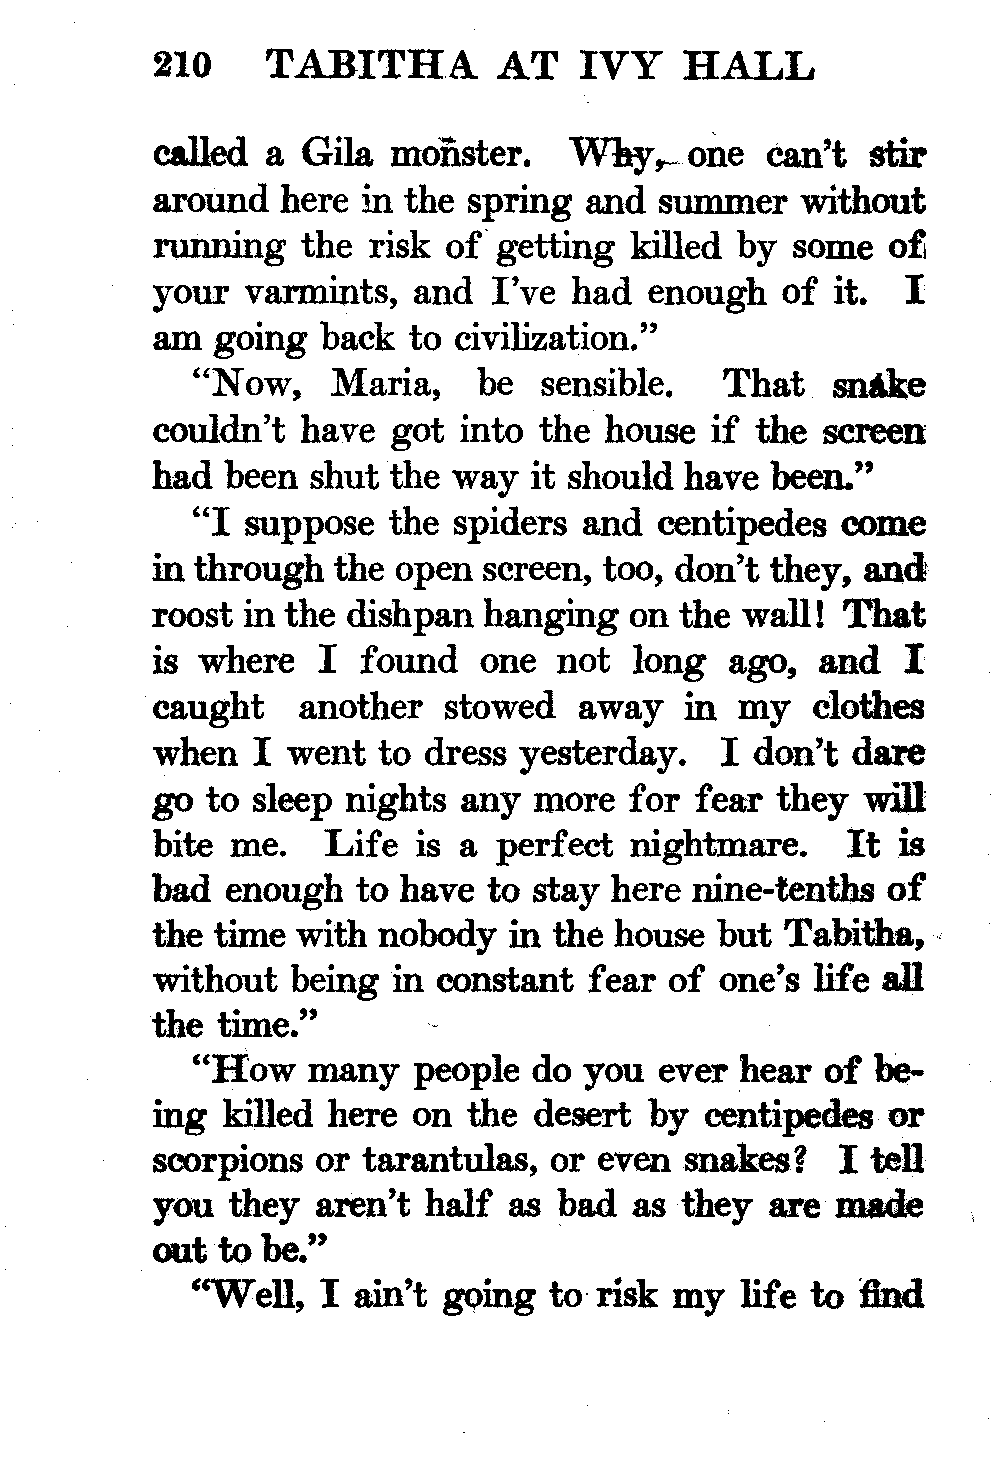 210 TABITHA AT IVY HALL
called a Gila monster. Why, one can't stir
around here in the spring and summer without
running the risk of getting killed by some of
your varmints, and I've had enough of it. I
am going back to civilization."
"Now, Maria, be sensible. That snake
couldn't have got into the house if the screen
had been shut the way it should have been."
"I suppose the spiders and centipedes come
in through the open screen, too, don't they, and
roost in the dishpan hanging on the wall! That
is where I found one not long ago, and I
caught another stowed away in my clothes
when I went to dress yesterday. I don't dare
go to sleep nights any more for fear they will
bite me. Life is a perfect nightmare. It is
bad enough to have to stay here nine-tenths of
the time with nobody in the house but Tabitha,
without being in constant fear of one's life all
the time."
"How many people do you ever hear of be-
ing killed here on the desert by centipedes or
scorpions or tarantulas, or even snakes? I tell
you they aren't half as bad as they are made
out to be."
"Well, I ain't going to risk my life to find